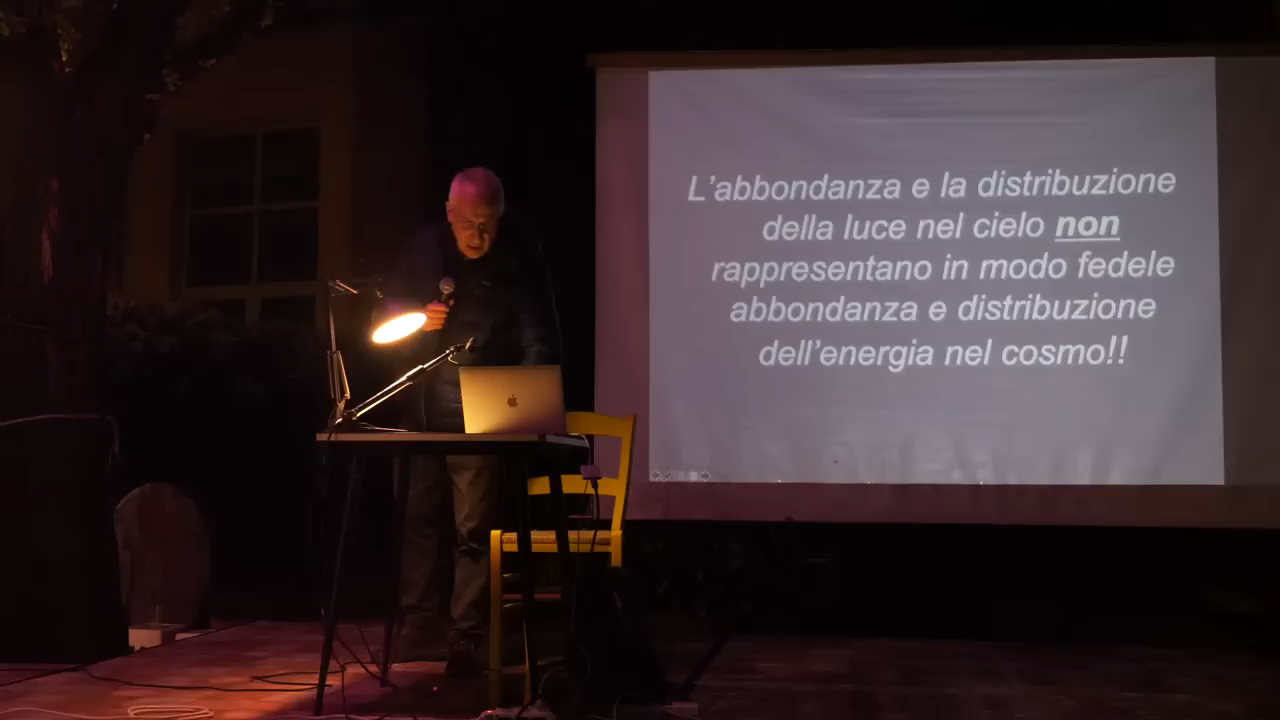 L'abbondanza e la distribuzione
della luce nel cielo non
rappresentano in modo fedele
abbondanza e distribuzione
dell'energia nel cosmo!!